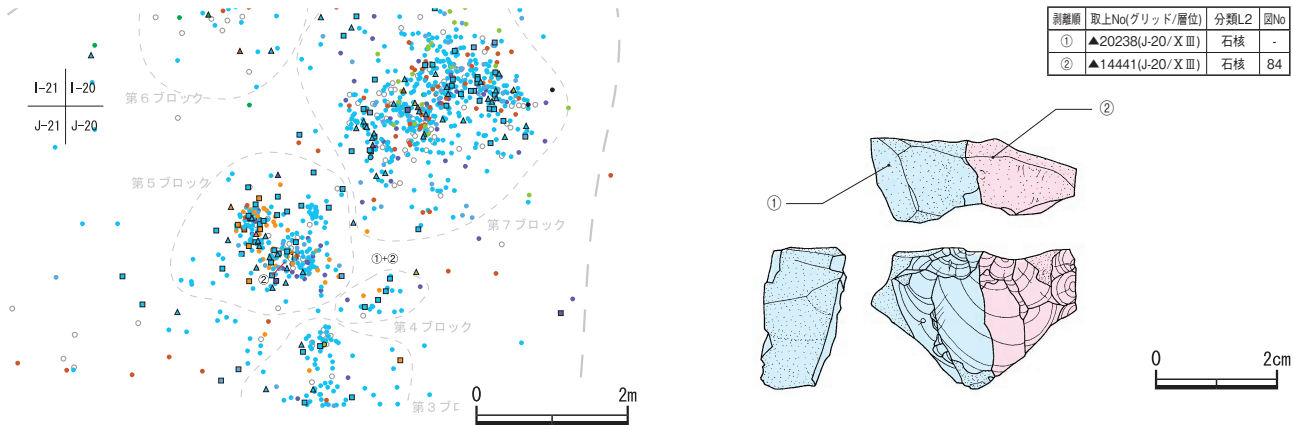 I-21 I-20
J-21 J-20
第6ブロック
第5ブロック
第7ブロック
①+②
②
第4ブロック
第3ブロ
0 2m
剥離順 取上No(グリッド/層位) 分類L2 図No
① ▲20238(J-20/ⅩⅢ) 石核 -
② ▲14441(J-20/ⅩⅢ) 石核 84
②
①
0 2cm